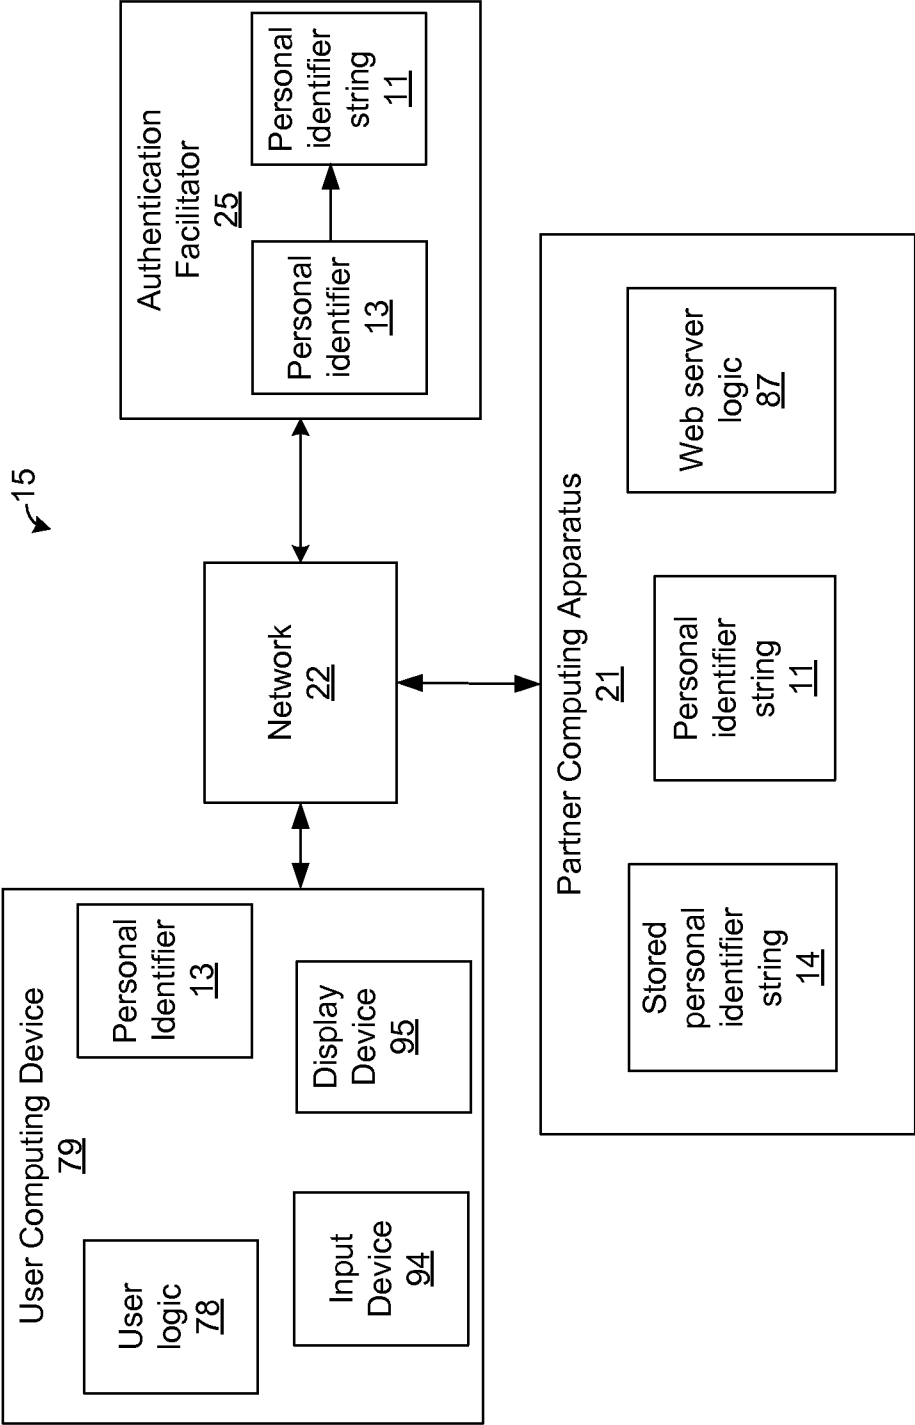 15
User Computing Device
79
User
logic
78
Personal
Identifier
13
Input
Device
94
Display
Device
95
Network
22
Authentication
Facilitator
25
Personal
identifier
13
Personal
identifier
string
11
Partner Computing Apparatus
21
Stored
personal
identifier
string
14
Personal
identifier
string
11
Web server
logic
87